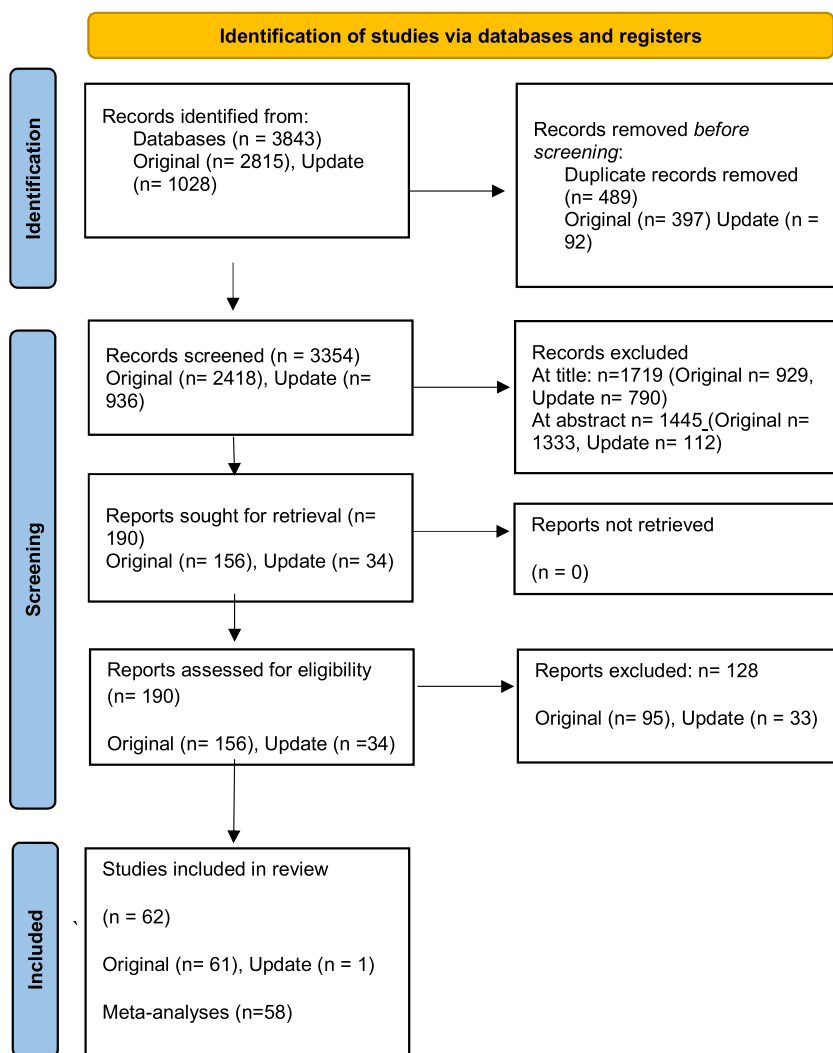 Identification of studies via databases and registers
Identification
Records identified from:
Databases (n = 3843)
Original (n= 2815), Update
(n= 1028)
Records removed before
screening:
Duplicate records removed
(n= 489)
Original (n= 397) Update (n =
92)
Screening
Records screened (n = 3354)
Original (n= 2418), Update (n=
936)
Records excluded
At title: n=1719 (Original n= 929,
Update n= 790)
At abstract n= 1445 (Original n=
1333, Update n= 112)
Reports sought for retrieval (n=
190)
Original (n= 156), Update (n= 34)
Reports not retrieved
(n = 0)
Reports assessed for eligibility
(n= 190)
Original (n= 156), Update (n =34)
Reports excluded: n= 128
Original (n= 95), Update (n = 33)
Included
Studies included in review
(n = 62)
Original (n= 61), Update (n = 1)
Meta-analyses (n=58)
`